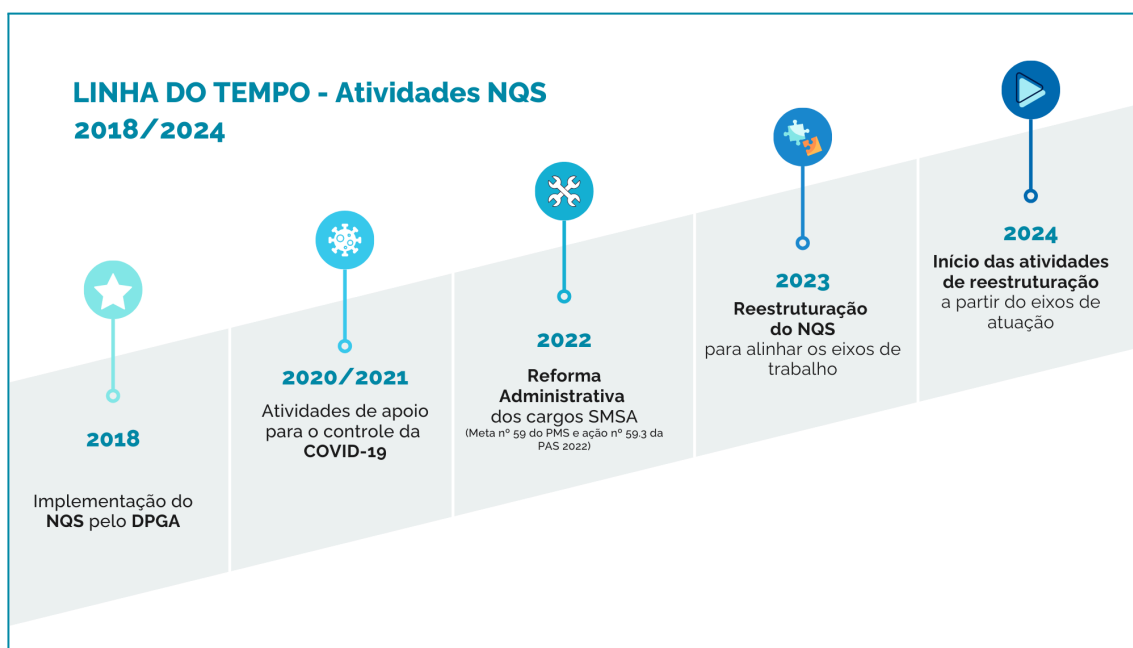 LINHA DO TEMPO - Atividades NQS
2018/2024
2018
Implementação do
NQS pelo DPGA
2020/2021
Atividades de apoio
para o controle da
COVID-19
2022
Reforma
Administrativa
dos cargos SMSA
(Meta nº 59 do PMS e ação nº 59.3 da
PAS 2022)
2023
Reestruturação
do NQS
para alinhar os eixos de
trabalho
2024
Início das atividades
de reestruturação
a partir do eixos de
atuação